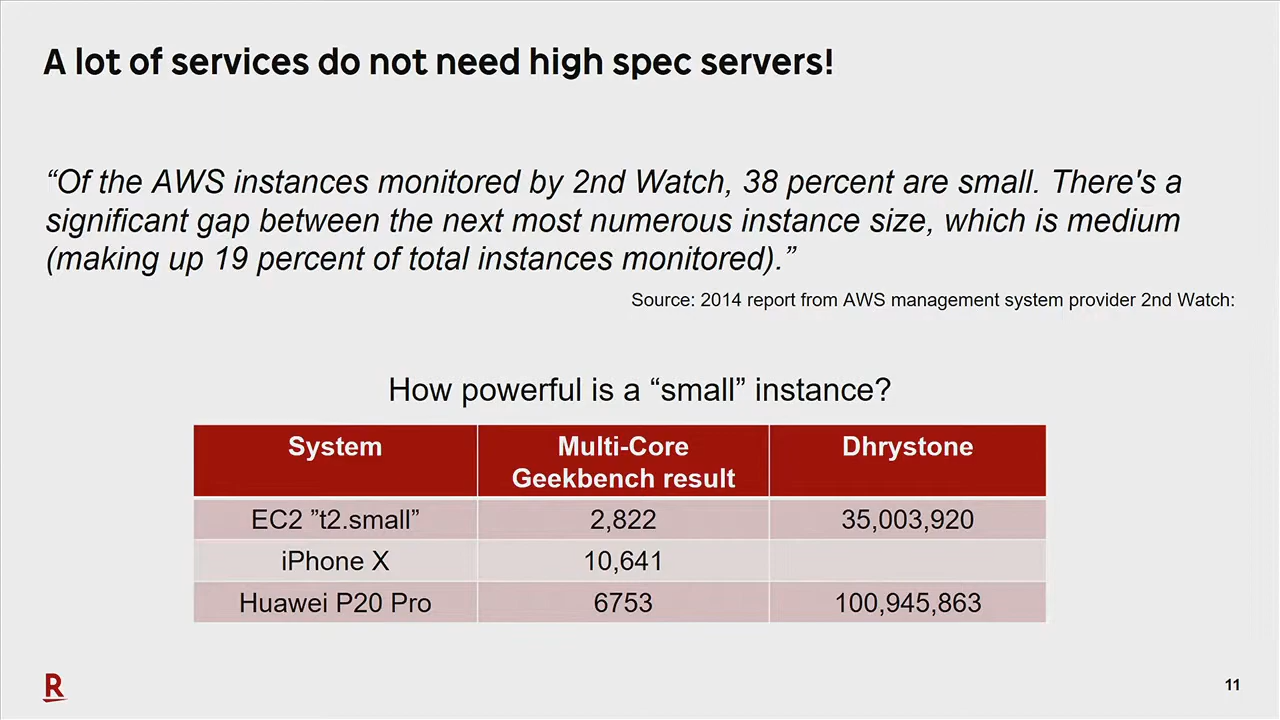 A lot of services do not need high spec servers!
“Of the AWS instances monitored by 2nd Watch, 38 percent are small. There's a
significant gap between the next most numerous instance size, which is medium
(making up 19 percent of total instances monitored).”
Source: 2014 report from AWS management system provider 2nd Watch:
How powerful is a “small” instance?
System Multi-Core Geekbench result Dhrystone
EC2 ”t2.small” 2,822 35,003,920
iPhone X 10,641
Huawei P20 Pro 6753 100,945,863
R 11